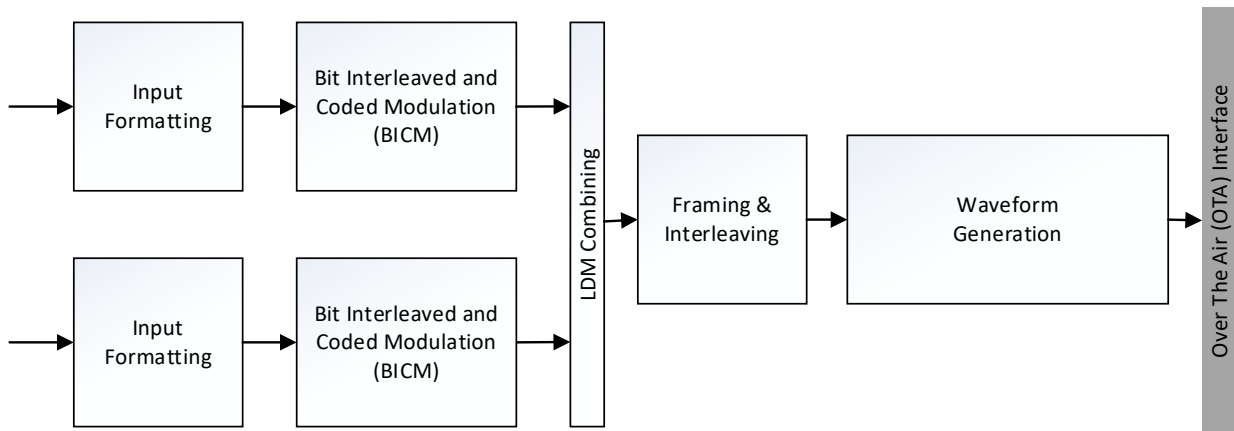 Input
Formatting
Bit Interleaved and
Coded Modulation
(BICM)
Input
Formatting
Bit Interleaved and
Coded Modulation
(BICM)
LDM Combining
Framing &
Interleaving
Waveform
Generation
Over The Air (OTA) Interface